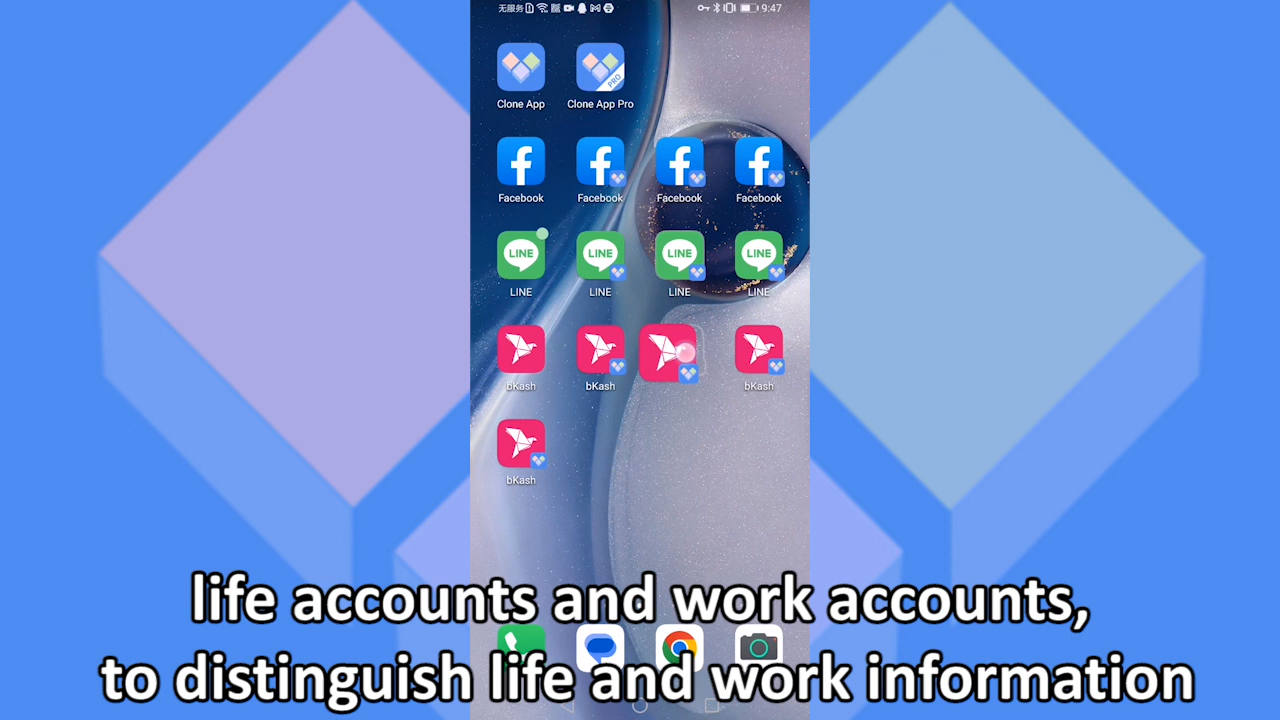 无服务 9:47
Clone App Clone App Pro
PRO
Facebook Facebook Facebook Facebook
LINE LINE LINE LINE
LINE LINE LINE LINE
bKash bKash bKash
bKash
life accounts and work accounts,
to distinguish life and work information